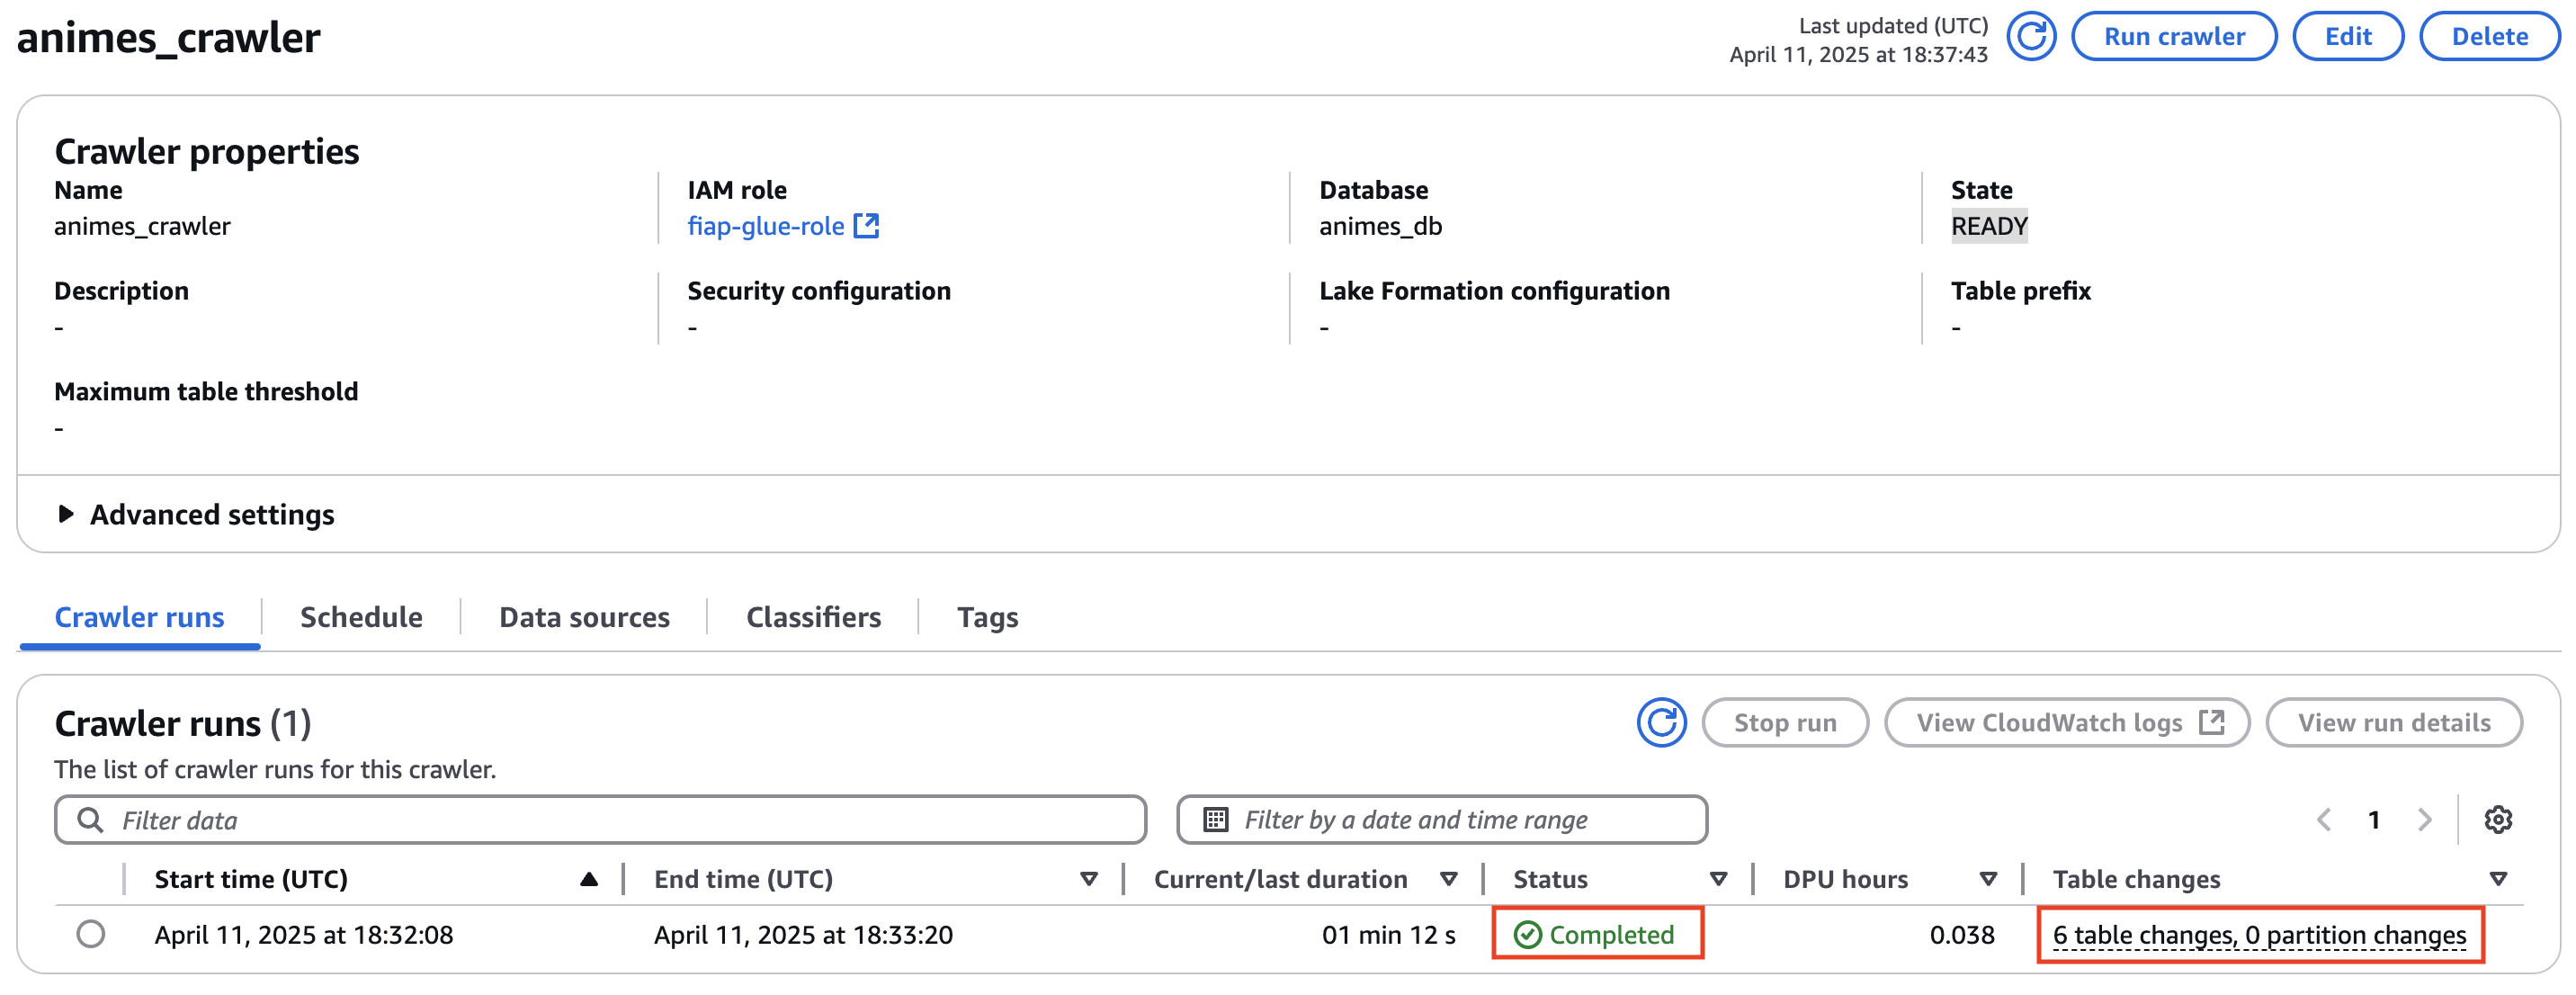 animes_crawler
Last updated (UTC)
April 11, 2025 at 18:37:43
Run crawler
Edit
Delete
Crawler properties
Name
animes_crawler
IAM role
fiap-glue-role
Database
animes_db
State
READY
Description
-
Security configuration
-
Lake Formation configuration
-
Table prefix
-
Maximum table threshold
-
Advanced settings
Crawler runs
Schedule
Data sources
Classifiers
Tags
Crawler runs (1)
Stop run
View CloudWatch logs
View run details
The list of crawler runs for this crawler.
Filter data
Filter by a date and time range
1
Start time (UTC)
End time (UTC)
Current/last duration
Status
DPU hours
Table changes
April 11, 2025 at 18:32:08
April 11, 2025 at 18:33:20
01 min 12 s
Completed
0.038
6 table changes, 0 partition changes